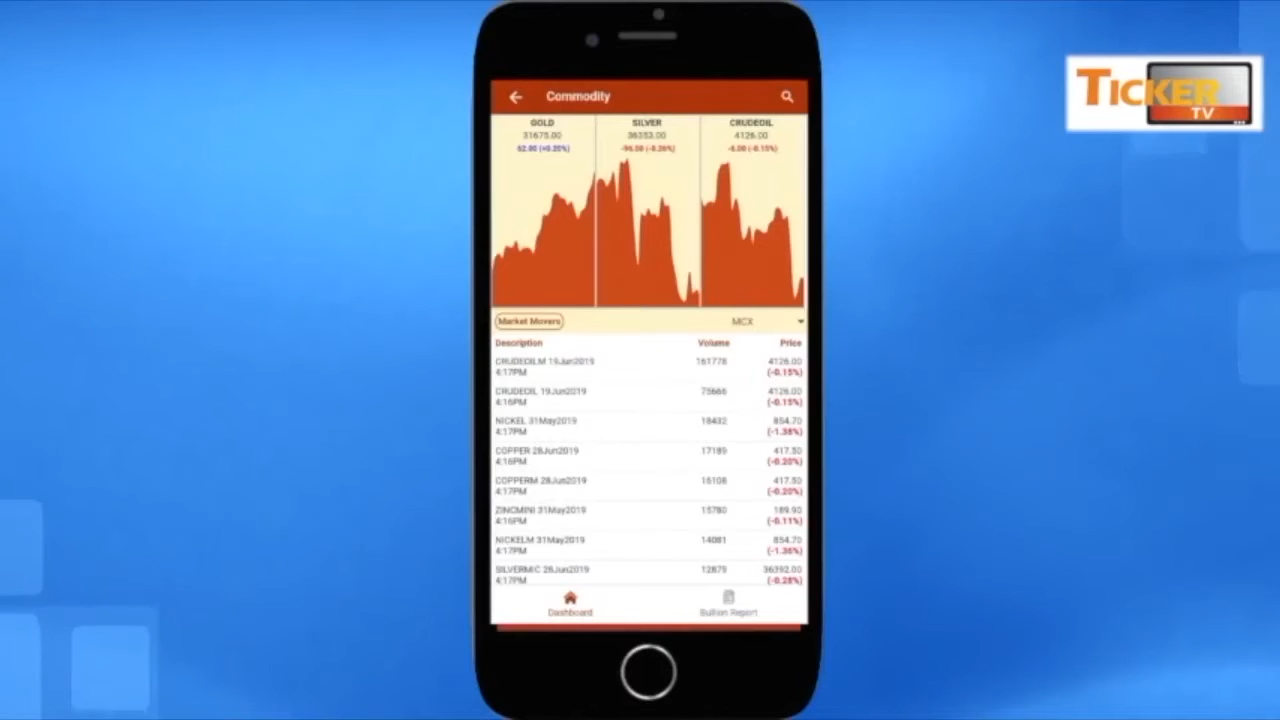 TICKER
TV
Commodity
GOLD SILVER CRUDEOIL
31675.00 36353.00 4126.00
62.00 (+0.20%) -96.00 (-0.26%) -6.00 (-0.15%)
Market Movers MCX
Description Volume Price
CRUDEOILM 19Jun2019 161778 4126.00
4:17PM (-0.15%)
CRUDEOIL 19Jun2019 75666 4126.00
4:16PM (-0.15%)
NICKEL 31May2019 18432 854.70
4:17PM (-1.38%)
COPPER 28Jun2019 17189 417.50
4:16PM (-0.20%)
COPPERM 28Jun2019 16108 417.50
4:17PM (-0.20%)
ZINCMINI 31May2019 15780 189.90
4:16PM (-0.11%)
NICKELM 31May2019 14081 854.70
4:17PM (-1.36%)
SILVERMIC 28Jun2019 12879 36392.00
4:17PM (-0.28%)
Dashboard Bullion Report